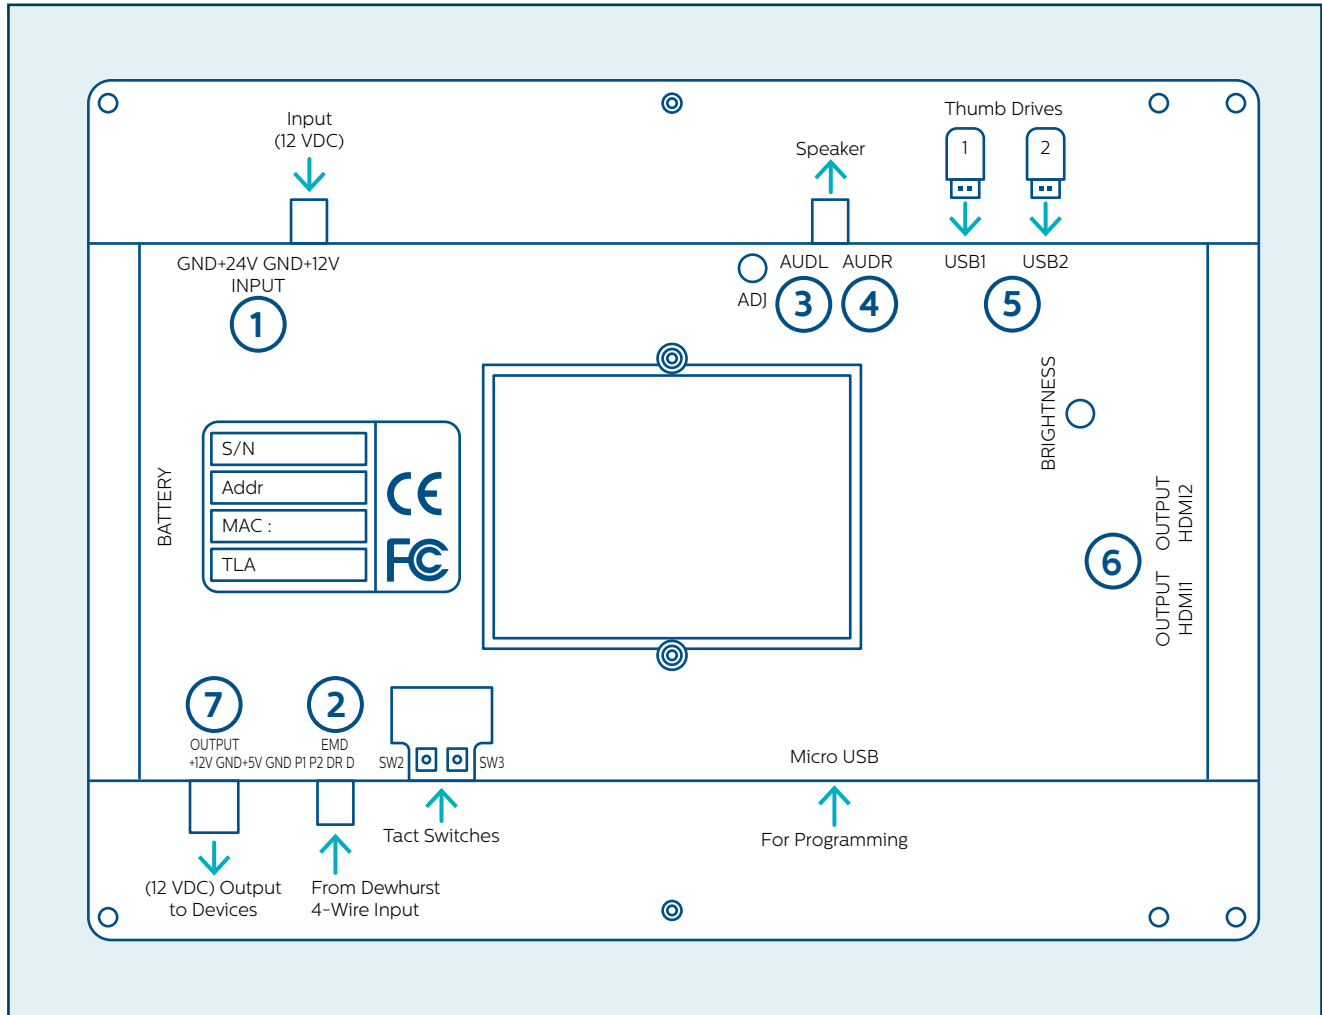 Input
(12 VDC)
Speaker
Thumb Drives
1
2
GND+24V GND+12V
INPUT
1
ADJ
AUDL
AUDR
3
4
USB1
USB2
5
BRIGHTNESS
BATTERY
S/N
Addr
MAC :
TLA
CE
FC
OUTPUT
HDMI2
6
OUTPUT
HDMI1
7
2
OUTPUT
EMD
+12V GND+5V GND P1 P2 DR D
SW2
SW3
Micro USB
Tact Switches
For Programming
(12 VDC) Output
to Devices
From Dewhurst
4-Wire Input